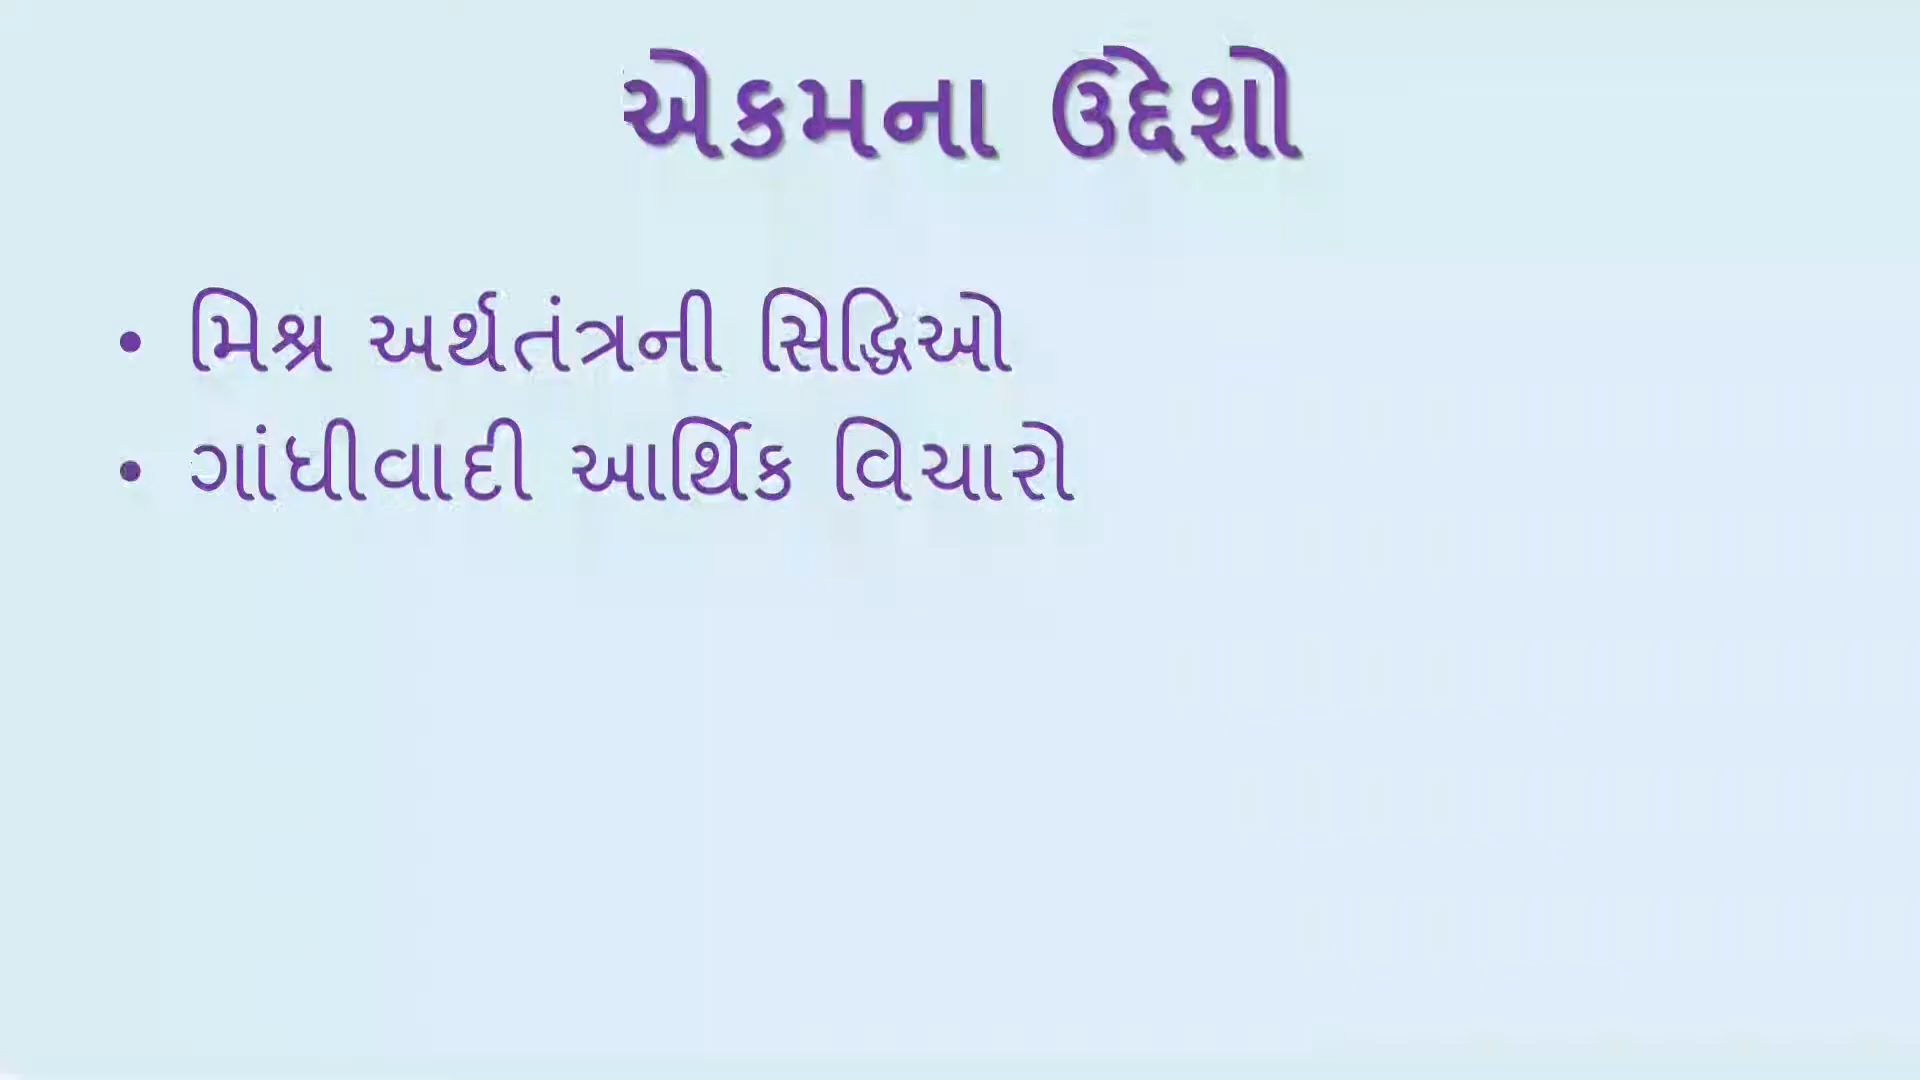 એકમના ઉદ્દેશો
• મિશ્ર અર્થતંત્રની સિદ્ધિઓ
• ગાંધીવાદી આર્થિક વિચારો